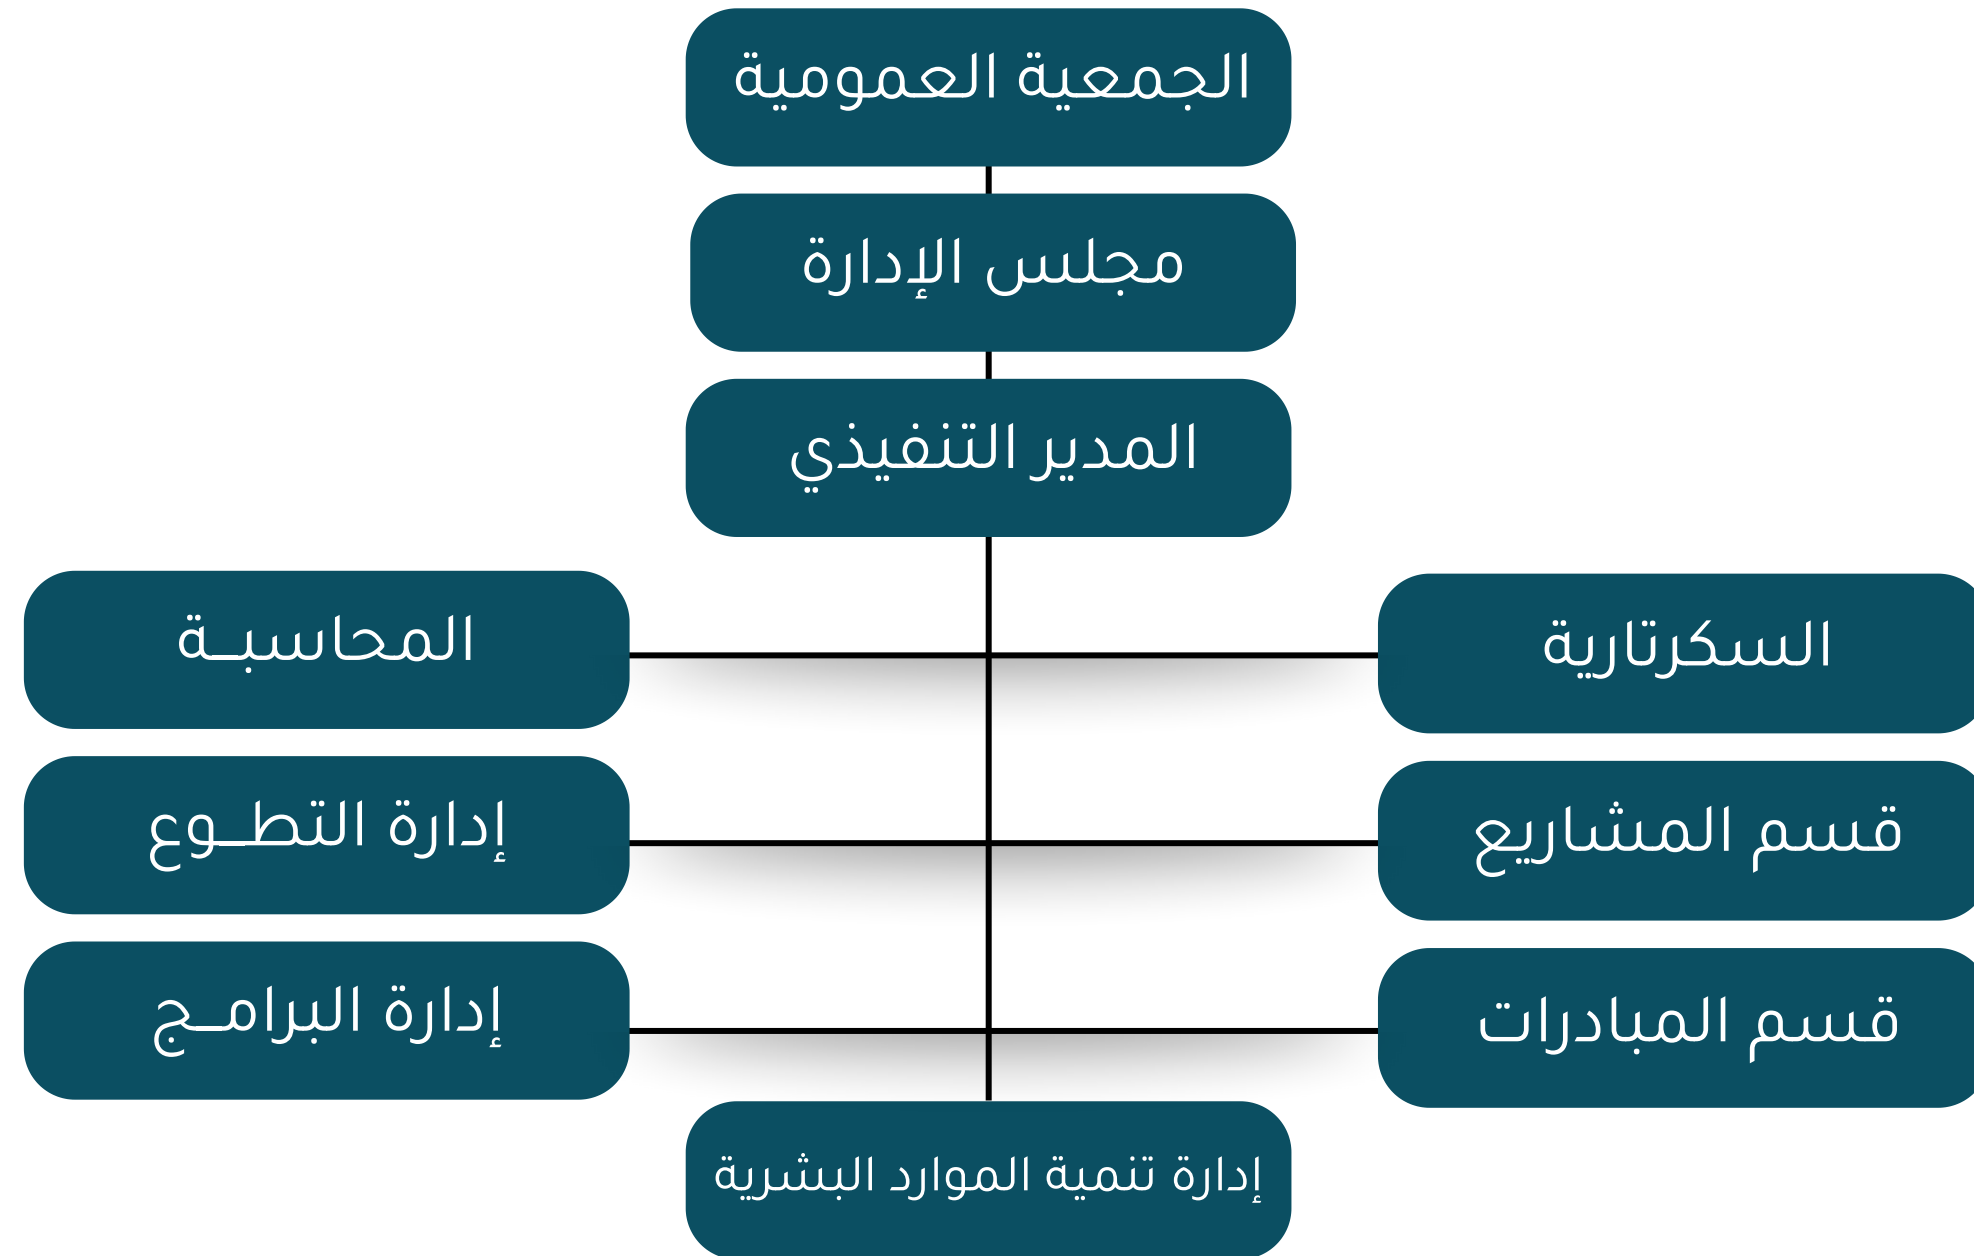 الجمعية العمومية
مجلس الإدارة
المدير التنفيذي
السكرتارية
المحاسبـة
قسم المشاريع
إدارة التطـوع
قسم المبادرات
إدارة البرامـج
إدارة تنمية الموارد البشرية